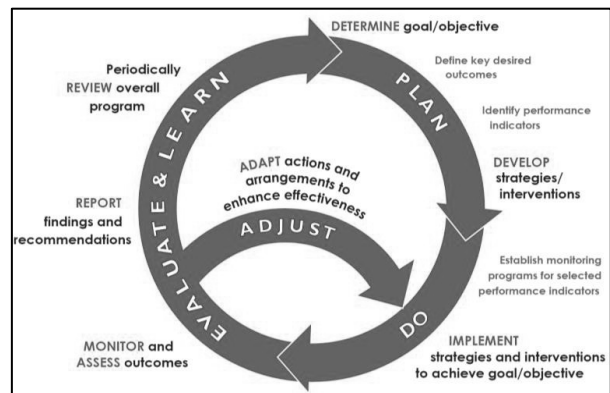 DETERMINE goal/objective
PLAN
Define key desired
outcomes
Identify performance
indicators
DEVELOP
strategies/
interventions
Establish monitoring
programs for selected
performance indicators
DO
IMPLEMENT
strategies and interventions
to achieve goal/objective
MONITOR and
ASSESS outcomes
EVALUATE & LEARN
REPORT
findings and
recommendations
Periodically
REVIEW overall
program
ADAPT actions and
arrangements to
enhance effectiveness
ADJUST